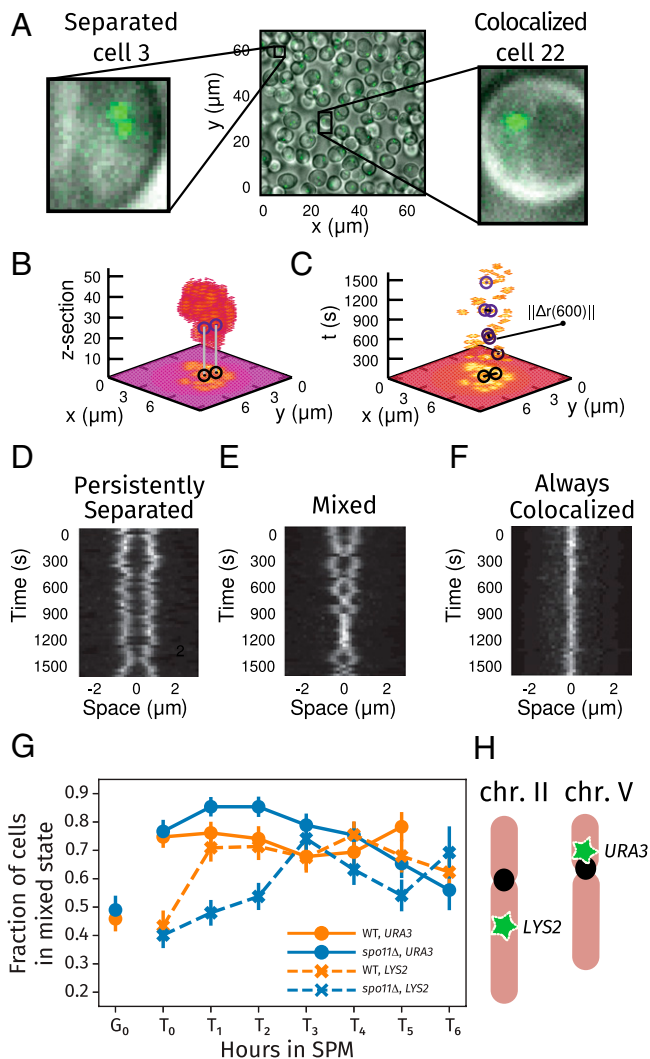 A
Separated
cell 3
Colocalized
cell 22
y (µm)
60
40
20
0
0 20 40 60
x (µm)
B
z-section
50
40
30
20
10
0
3
6
x (µm)
6
3
0
y (µm)
C
t (s)
1500
1200
900
600
300
||Δr(600)||
0
3
6
x (µm)
6
3
0
y (µm)
D
Persistently
Separated
Time (s)
0
300
600
900
1200
1500
2
-2 0 2
Space (µm)
E
Mixed
Time (s)
0
300
600
900
1200
1500
-2 0 2
Space (µm)
F
Always
Colocalized
Time (s)
0
300
600
900
1200
1500
-2 0 2
Space (µm)
G
Fraction of cells
in mixed state
0.9
0.8
0.7
0.6
0.5
0.4
0.3
0.2
WT, URA3
spo11Δ, URA3
WT, LYS2
spo11Δ, LYS2
G₀ T₀ T₁ T₂ T₃ T₄ T₅ T₆
Hours in SPM
H
chr. II
chr. V
URA3
LYS2